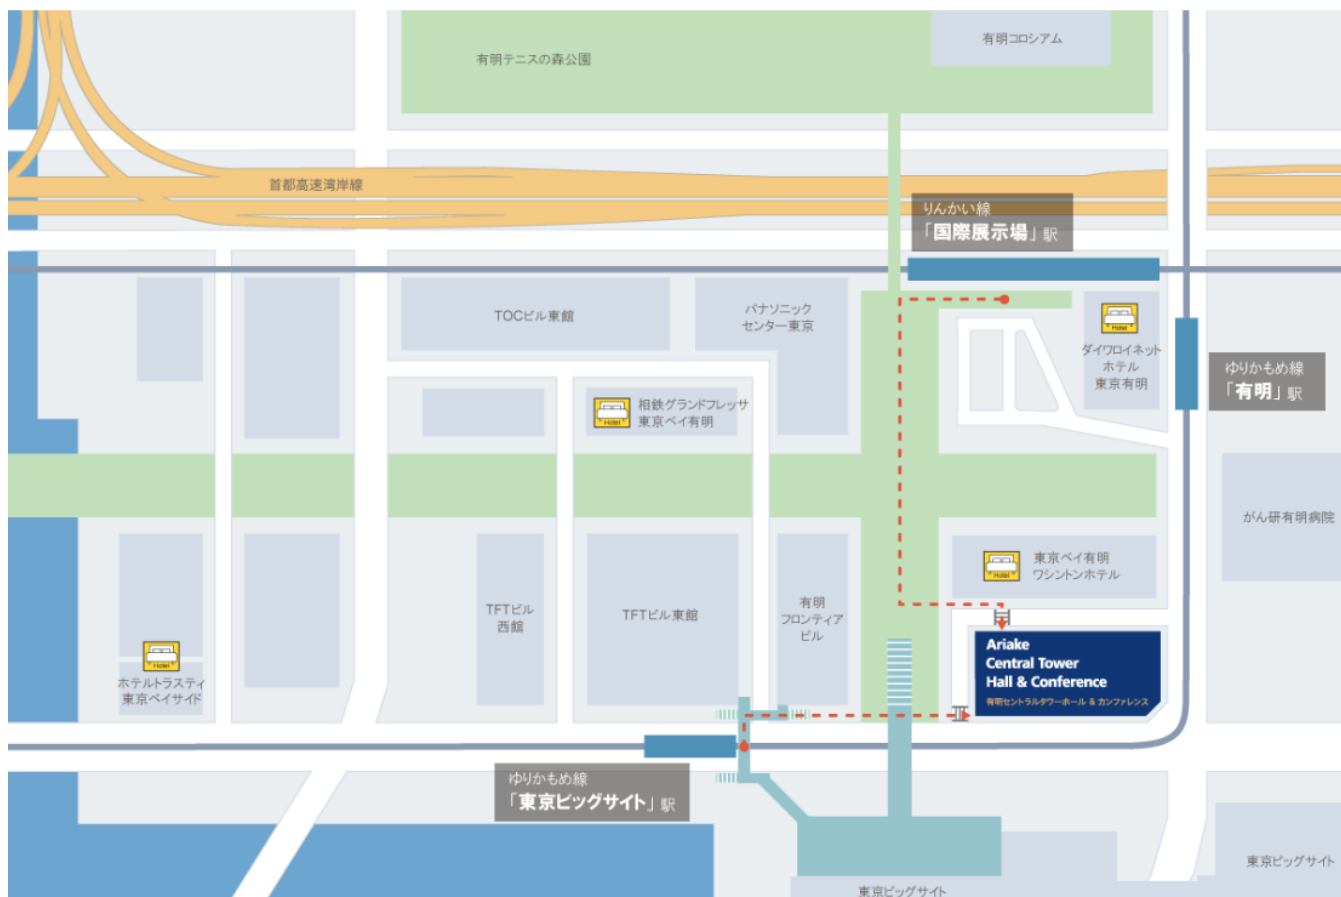 有明コロシアム
有明テニスの森公園
首都高速湾岸線
りんかい線
「国際展示場」駅
TOCビル東館
パナソニック
センター東京
Hotel
ダイワロイネット
ホテル
東京有明
ゆりかもめ線
「有明」駅
Hotel
相鉄グランドフレッサ
東京ベイ有明
がん研有明病院
Hotel
東京ベイ有明
ワシントンホテル
TFTビル
西館
TFTビル東館
有明
フロンティア
ビル
Hotel
ホテルトラスティ
東京ベイサイド
Ariake
Central Tower
Hall & Conference
有明セントラルタワーホール & カンファレンス
ゆりかもめ線
「東京ビッグサイト」駅
東京ビッグサイト
東京ビッグサイト